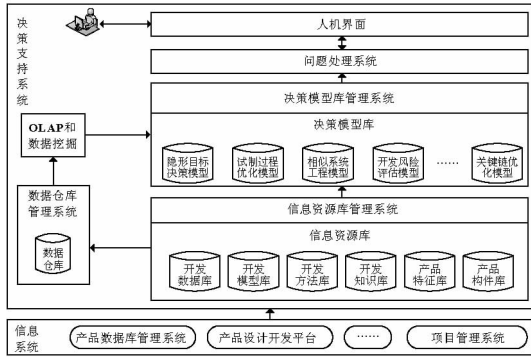 决策支持系统
人机界面
问题处理系统
决策模型库管理系统
决策模型库
隐形目标
决策模型
试制过程
优化模型
相似系统
工程模型
开发风险
评估模型
……
关键链优
化模型
OLAP和
数据挖掘
数据仓库
管理系统
数据
仓库
信息资源库管理系统
信息资源库
开发
数据库
开发
模型库
开发
方法库
开发
知识库
产品
特征库
产品
构件库
信息
系统
产品数据库管理系统
产品设计开发平台
……
项目管理系统